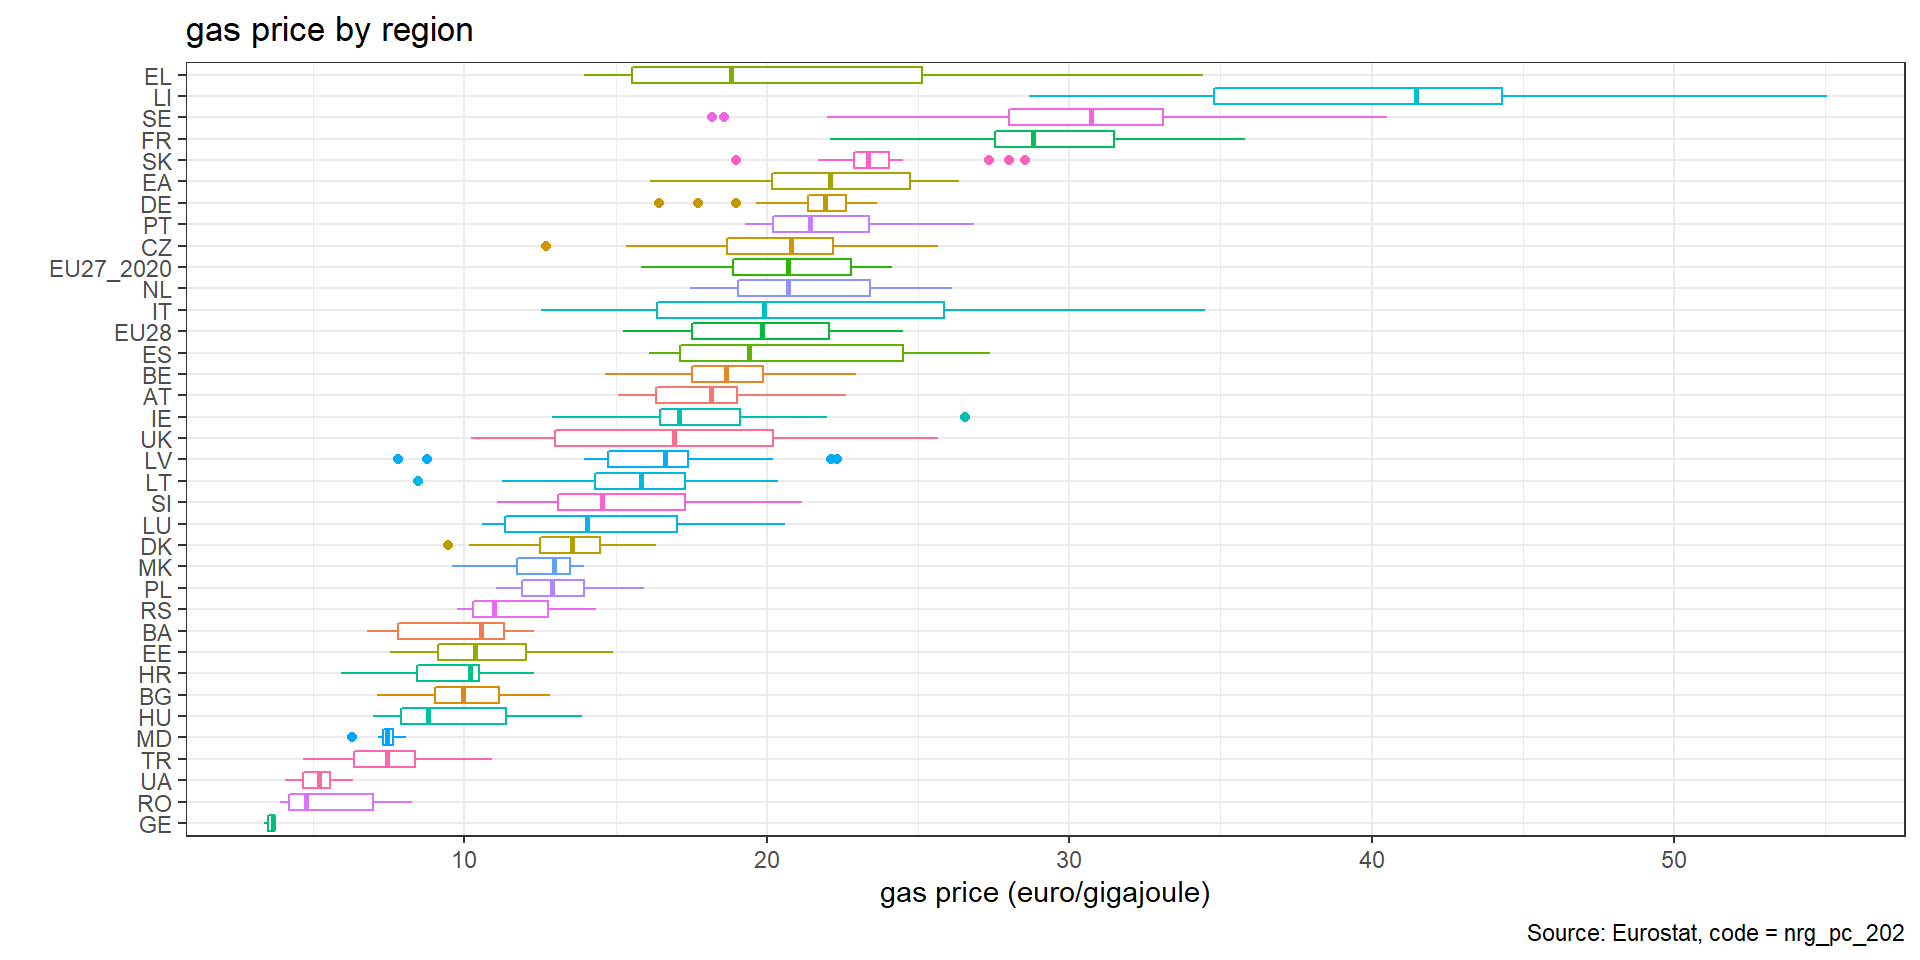 gas price by region
EL
LI
SE
FR
SK
EA
DE
PT
CZ
EU27_2020
NL
IT
EU28
ES
BE
AT
IE
UK
LV
LT
SI
LU
DK
MK
PL
RS
BA
EE
HR
BG
HU
MD
TR
UA
RO
GE
10 20 30 40 50
gas price (euro/gigajoule)
Source: Eurostat, code = nrg_pc_202